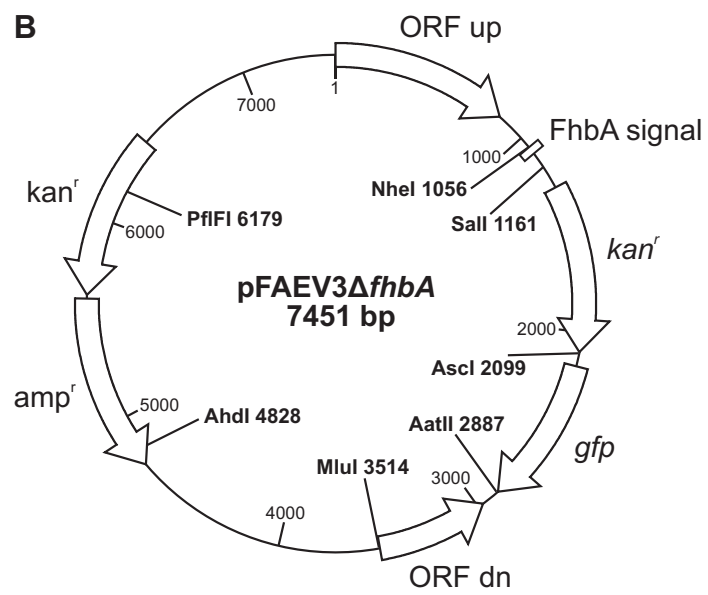 B
ORF up
1
7000
1000
FhbA signal
NheI 1056
SalI 1161
kanʳ
PflFI 6179
6000
kanʳ
pFAEV3ΔfhbA
7451 bp
2000
AscI 2099
ampʳ
5000
AhdI 4828
AatII 2887
gfp
MluI 3514
3000
4000
ORF dn